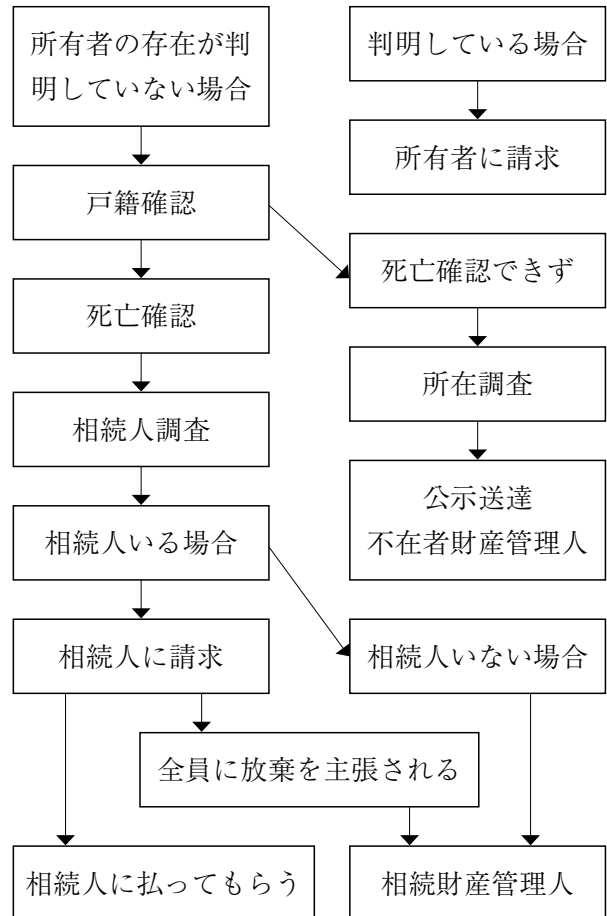 所有者の存在が判
明していない場合
判明している場合
所有者に請求
戸籍確認
死亡確認できず
死亡確認
所在調査
相続人調査
公示送達
不在者財産管理人
相続人いる場合
相続人に請求
相続人いない場合
全員に放棄を主張される
相続人に払ってもらう
相続財産管理人